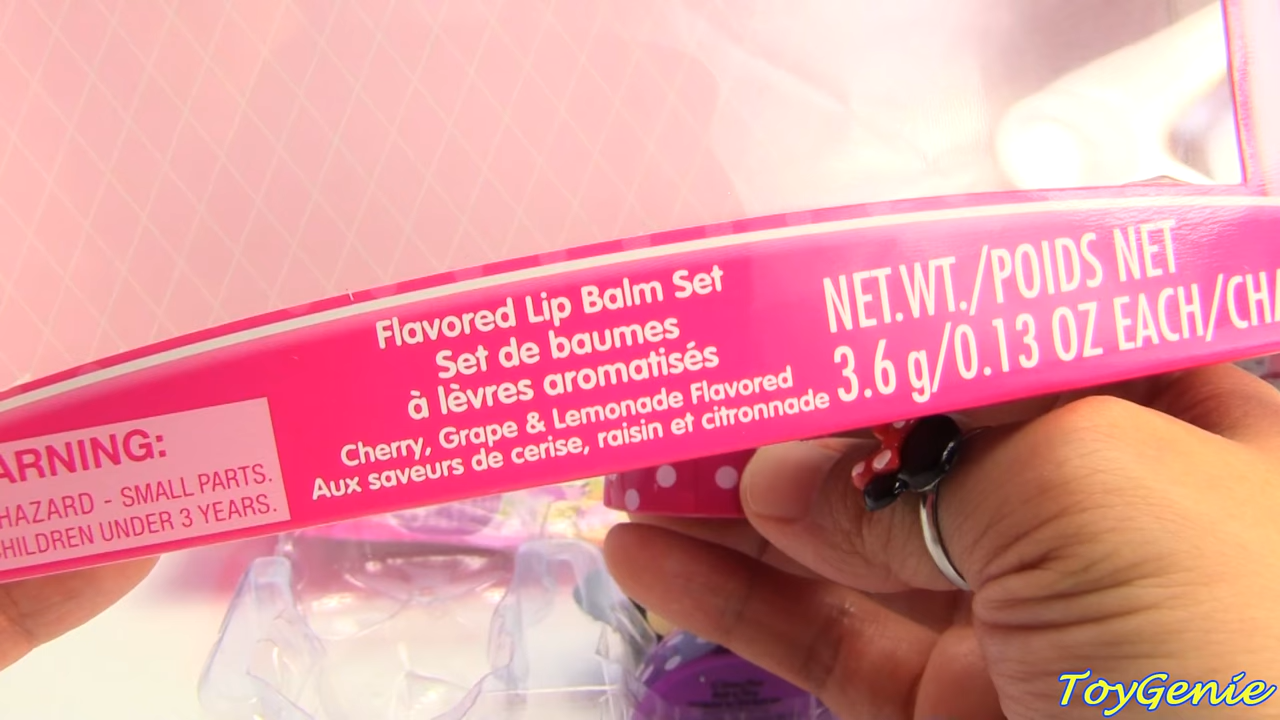 ARNING:
HAZARD - SMALL PARTS.
CHILDREN UNDER 3 YEARS.
Flavored Lip Balm Set
Set de baumes
à lèvres aromatisés
Cherry, Grape & Lemonade Flavored
Aux saveurs de cerise, raisin et citronnade
NET.WT./POIDS NET
3.6 g/0.13 OZ EACH/CHA
ToyGenie